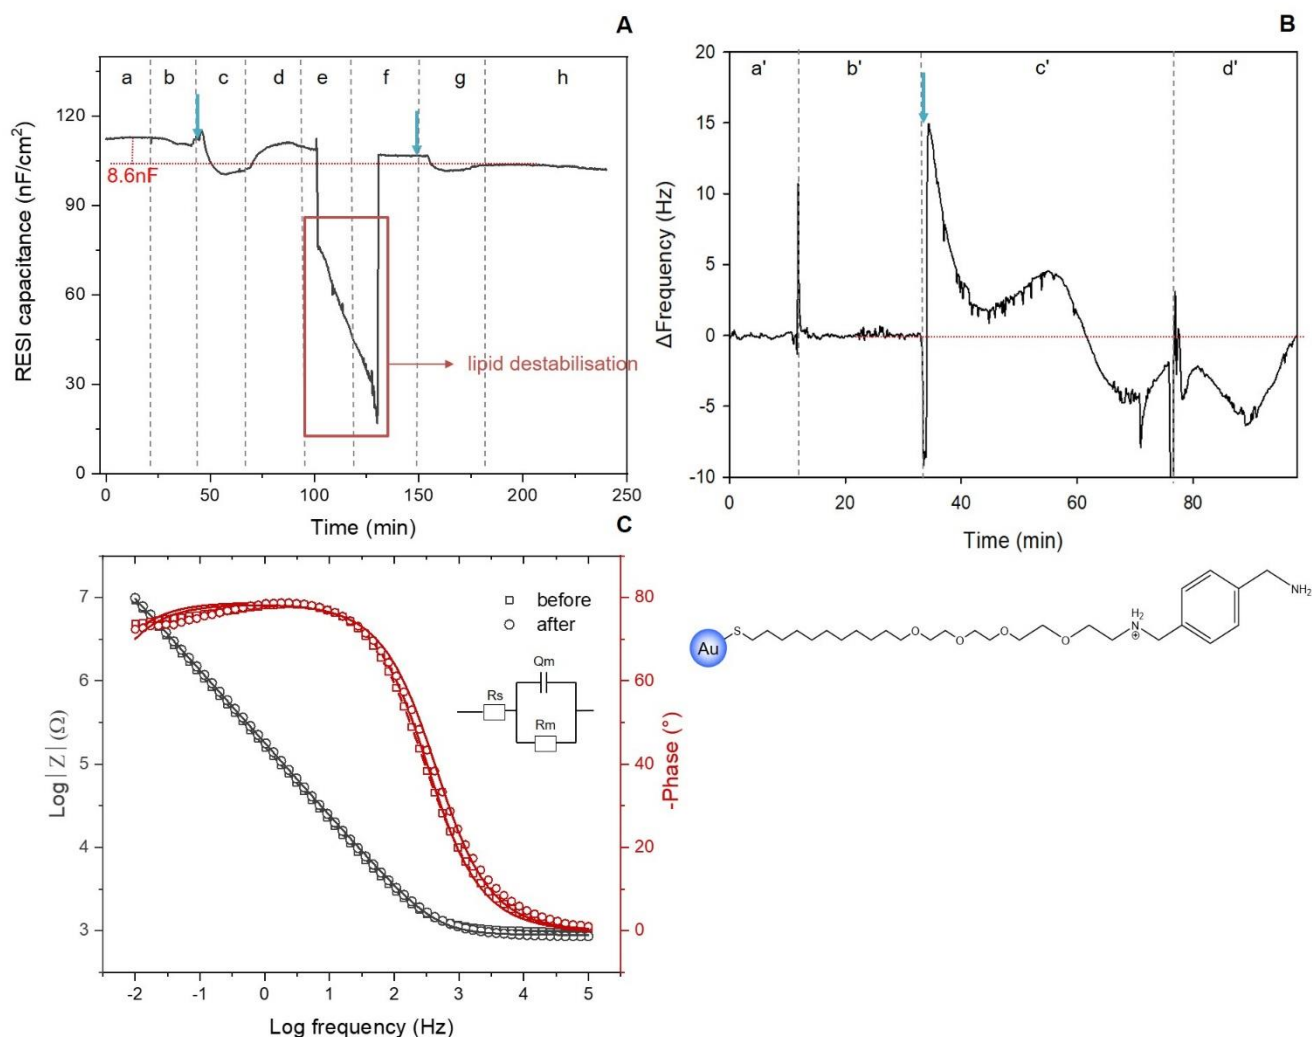 A
a b c d e f g h
RESI capacitance (nF/cm²)
120
90
60
30
0
8.6nF
lipid destabilisation
0 50 100 150 200 250
Time (min)
B
a' b' c' d'
ΔFrequency (Hz)
20
15
10
5
0
-5
-10
0 20 40 60 80
Time (min)
C
Log|Z|(Ω)
7
6
5
4
3
before
after
Qm
Rs
Rm
80
60
40
20
0
-Phase (°)
-2 -1 0 1 2 3 4 5
Log frequency (Hz)
Au
S
O
O
O
O
H₂
N
⊕
NH₂